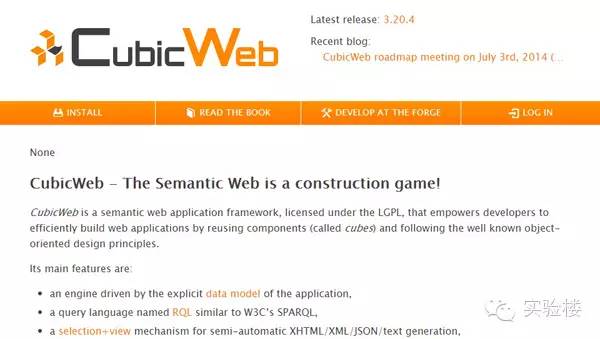 CubicWeb
Latest release: 3.20.4
Recent blog:
CubicWeb roadmap meeting on July 3rd, 2014 (...
INSTALL
READ THE BOOK
DEVELOP AT THE FORGE
LOG IN
None
CubicWeb - The Semantic Web is a construction game!
CubicWeb is a semantic web application framework, licensed under the LGPL, that empowers developers to
efficiently build web applications by reusing components (called cubes) and following the well known object-
oriented design principles.
Its main features are:
• an engine driven by the explicit data model of the application,
• a query language named RQL similar to W3C's SPARQL,
• a selection+view mechanism for semi-automatic XHTML/XML/JSON/text generation,
实验楼